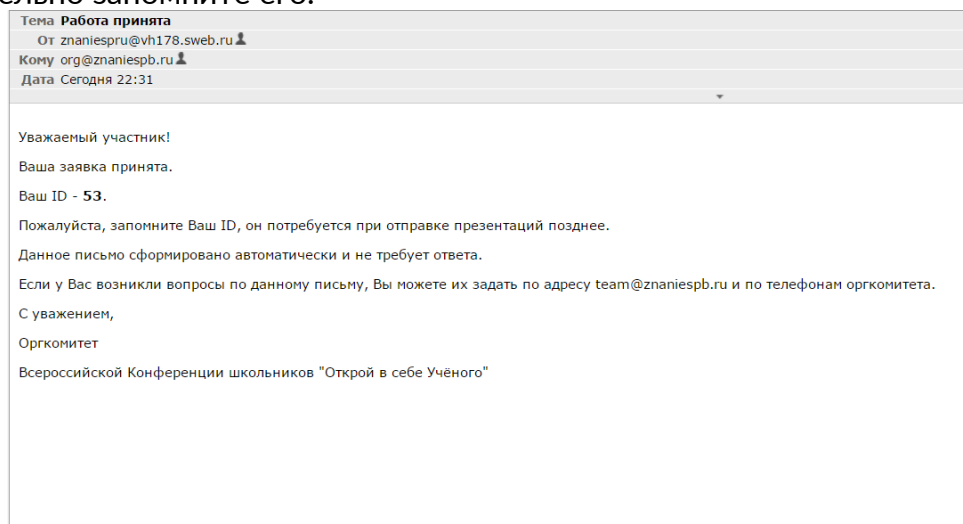 запомните его.
Тема Работа принята
От znaniespru@vh178.sweb.ru
Кому org@znaniespb.ru
Дата Сегодня 22:31
Уважаемый участник!
Ваша заявка принята.
Ваш ID - 53.
Пожалуйста, запомните Ваш ID, он потребуется при отправке презентаций позднее.
Данное письмо сформировано автоматически и не требует ответа.
Если у Вас возникли вопросы по данному письму, Вы можете их задать по адресу team@znaniespb.ru и по телефонам оргкомитета.
С уважением,
Оргкомитет
Всероссийской Конференции школьников "Открой в себе Учёного"